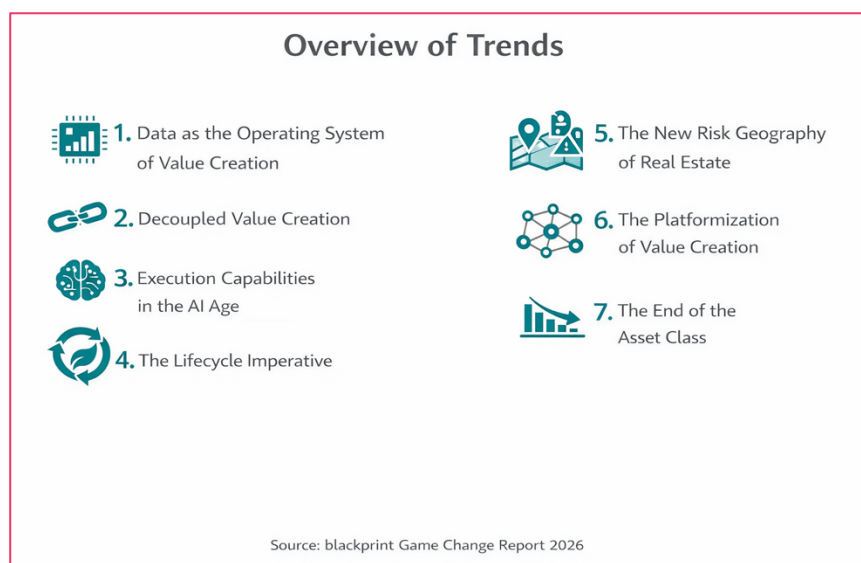 Overview of Trends
1. Data as the Operating System
of Value Creation
2. Decoupled Value Creation
3. Execution Capabilities
in the AI Age
4. The Lifecycle Imperative
5. The New Risk Geography
of Real Estate
6. The Platformization
of Value Creation
7. The End of the
Asset Class
Source: blackprint Game Change Report 2026